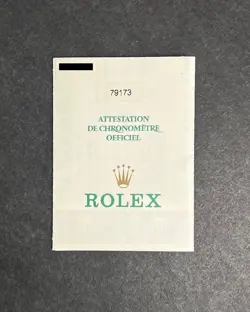 79173
ATTESTATION
DE CHRONOMÈTRE
OFFICIEL
ROLEX